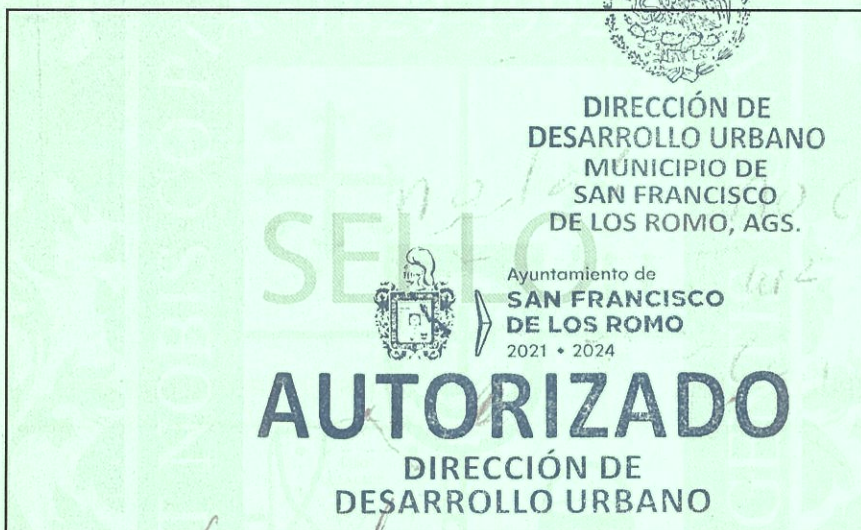 DIRECCIÓN DE
DESARROLLO URBANO
MUNICIPIO DE
SAN FRANCISCO
DE LOS ROMO, AGS.
SELLO
Ayuntamiento de
SAN FRANCISCO
DE LOS ROMO
2021 • 2024
AUTORIZADO
DIRECCIÓN DE
DESARROLLO URBANO